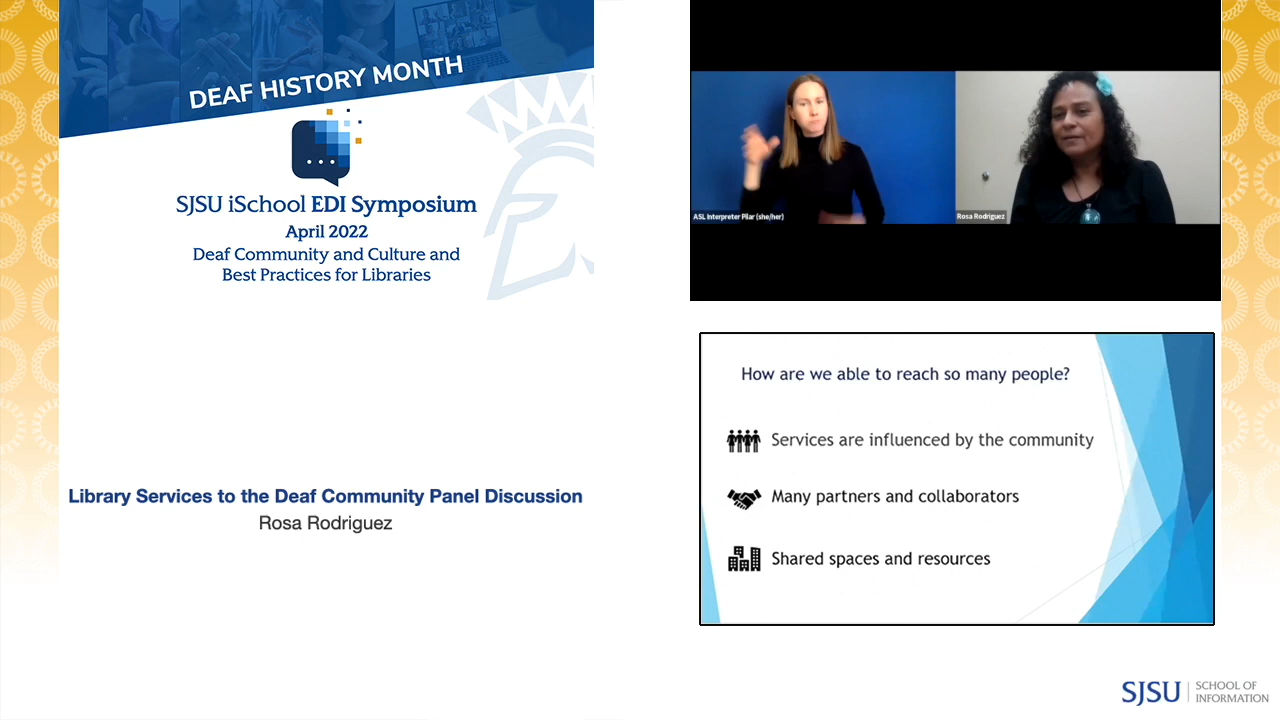 DEAF HISTORY MONTH
SJSU iSchool EDI Symposium
April 2022
Deaf Community and Culture and
Best Practices for Libraries
Library Services to the Deaf Community Panel Discussion
Rosa Rodriguez
ASL Interpreter Pilar (she/her)
Rosa Rodriguez
How are we able to reach so many people?
Services are influenced by the community
Many partners and collaborators
Shared spaces and resources
SJSU SCHOOL OF
INFORMATION